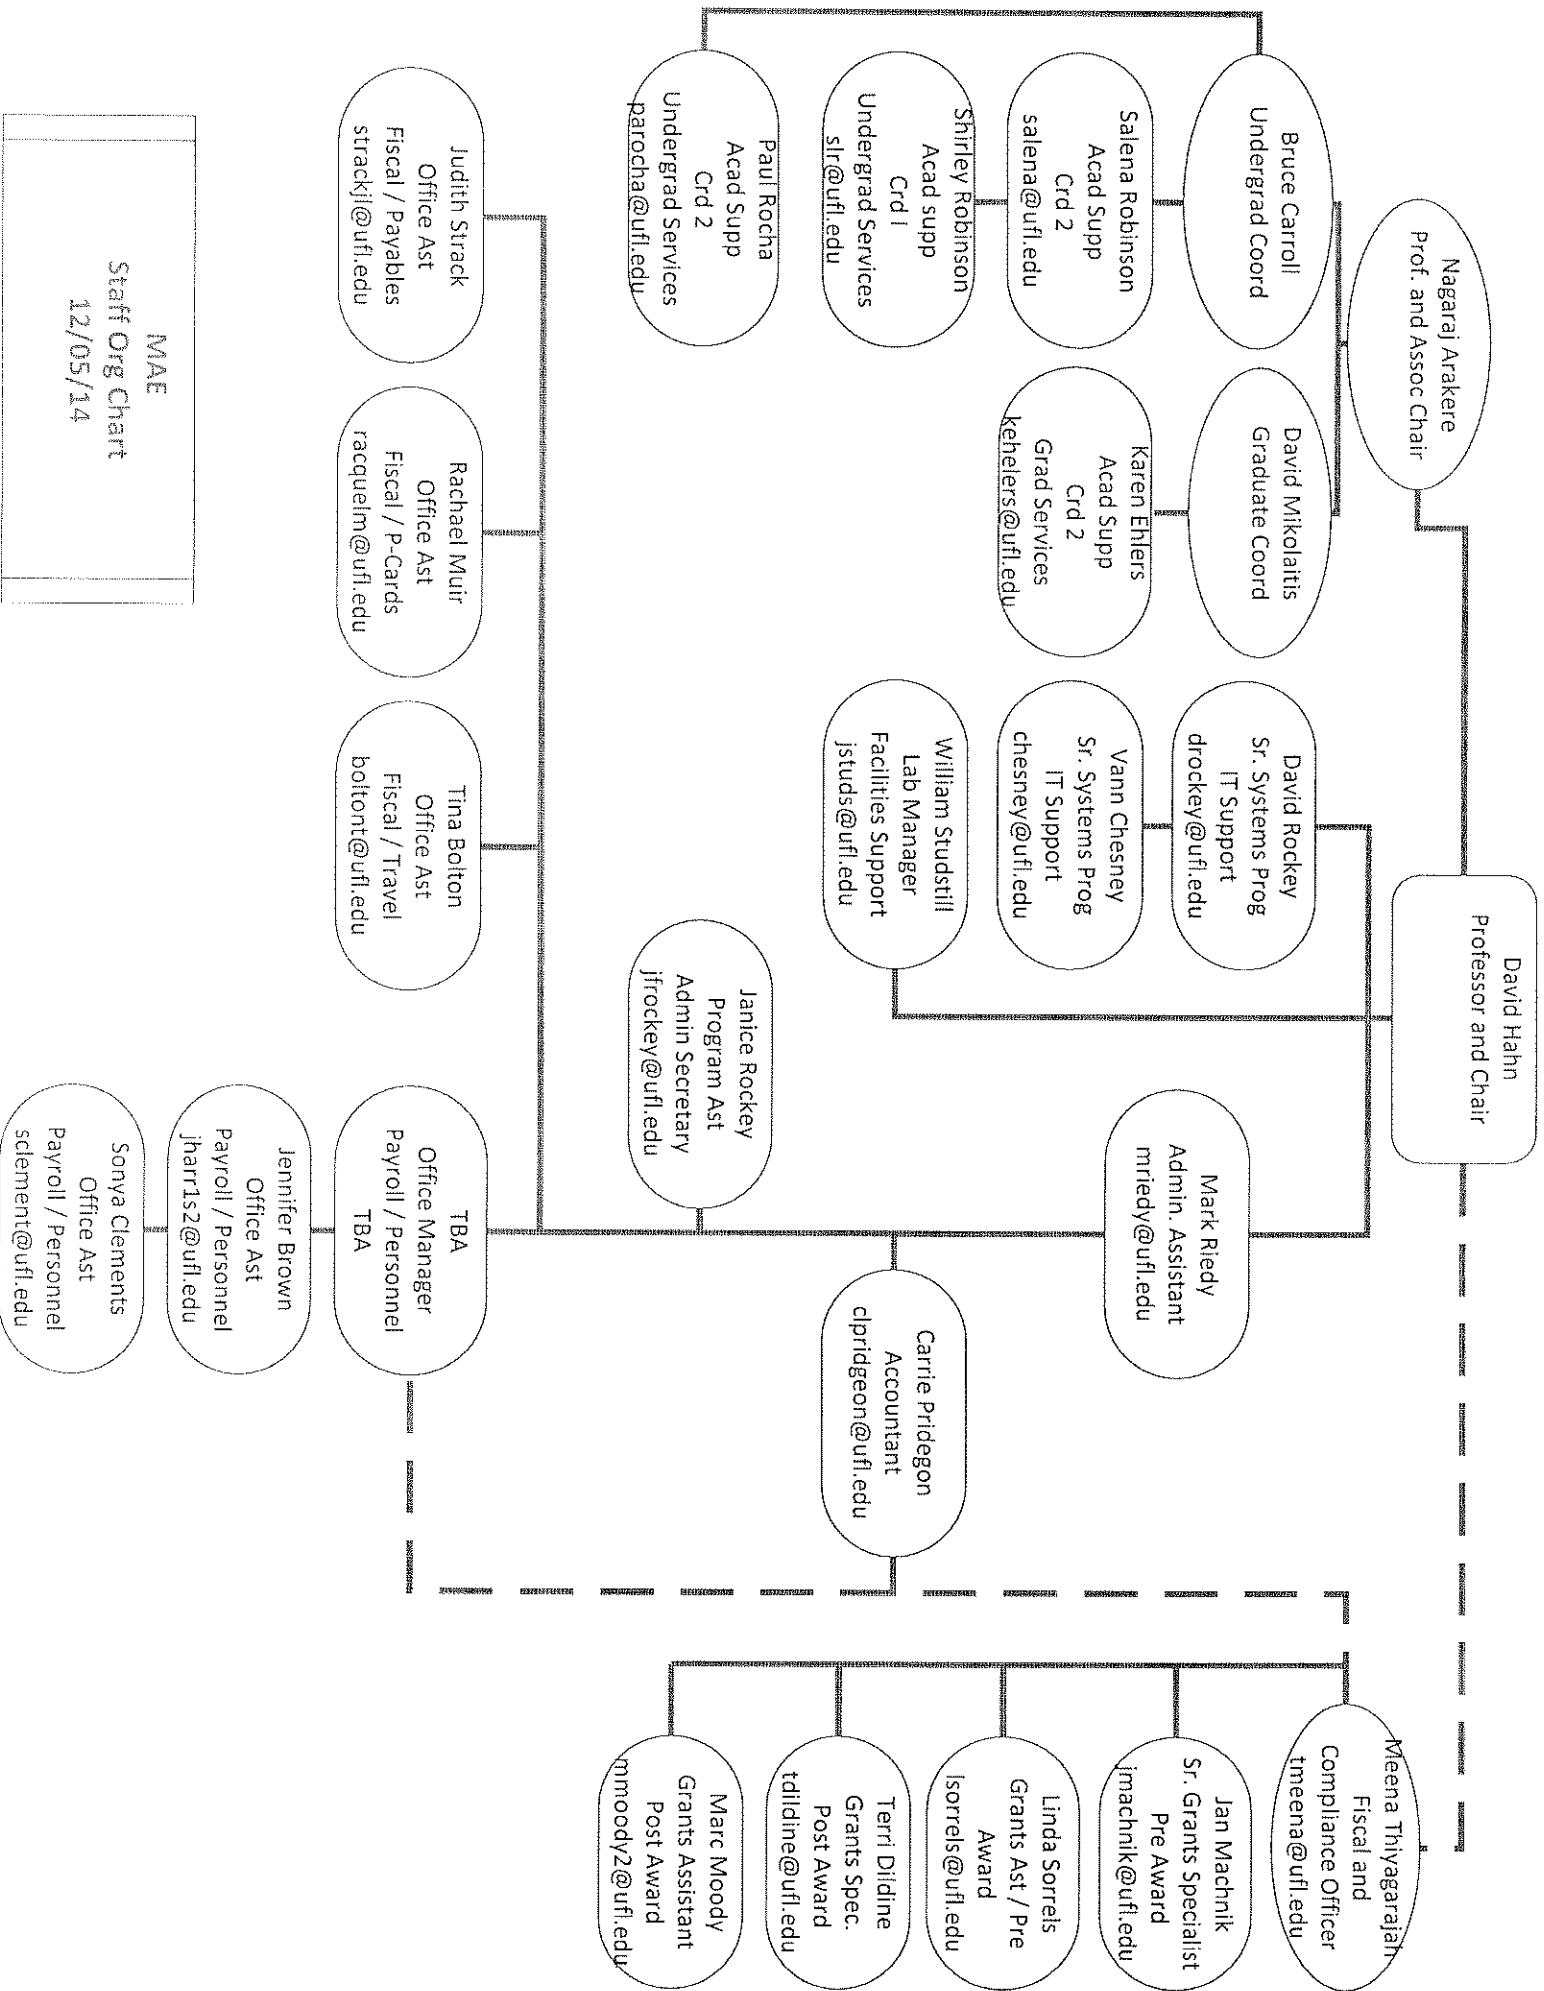 David Hahn
Professor and Chair
Nagaraj Arakere
Prof. and Assoc Chair
Bruce Carroll
Undergrad Coord
David Mikolaitis
Graduate Coord
Salena Robinson
Acad Supp
Crd 2
salena@ufl.edu
Shirley Robinson
Acad supp
Crd I
Undergrad Services
slr@ufl.edu
Paul Rocha
Acad Supp
Crd 2
Undergrad Services
parocha@ufl.edu
Karen Ehlers
Acad Supp
Crd 2
Grad Services
kehelers@ufl.edu
David Rockey
Sr. Systems Prog
IT Support
drockey@ufl.edu
Vann Chesney
Sr. Systems Prog
IT Support
chesney@ufl.edu
William Studstill
Lab Manager
Facilities Support
jstuds@ufl.edu
Mark Riedy
Admin. Assistant
mriedy@ufl.edu
Carrie Pridegon
Accountant
clpridgeon@ufl.edu
Janice Rockey
Program Ast
Admin Secretary
jfrockey@ufl.edu
Meena Thiyagarajah
Fiscal and
Compliance Officer
tmeena@ufl.edu
Jan Machnik
Sr. Grants Specialist
Pre Award
jmachnik@ufl.edu
Linda Sorrels
Grants Ast / Pre
Award
lsorrels@ufl.edu
Terri Dildine
Grants Spec.
Post Award
tdildine@ufl.edu
Marc Moody
Grants Assistant
Post Award
mmoody2@ufl.edu
Judith Strack
Office Ast
Fiscal / Payables
strackjl@ufl.edu
Rachael Muir
Office Ast
Fiscal / P-Cards
racquelm@ufl.edu
Tina Bolton
Office Ast
Fiscal / Travel
boltont@ufl.edu
TBA
Office Manager
Payroll / Personnel
TBA
Jennifer Brown
Office Ast
Payroll / Personnel
jharr1s2@ufl.edu
Sonya Clements
Office Ast
Payroll / Personnel
sclement@ufl.edu
MAE
Staff Org Chart
12/05/14